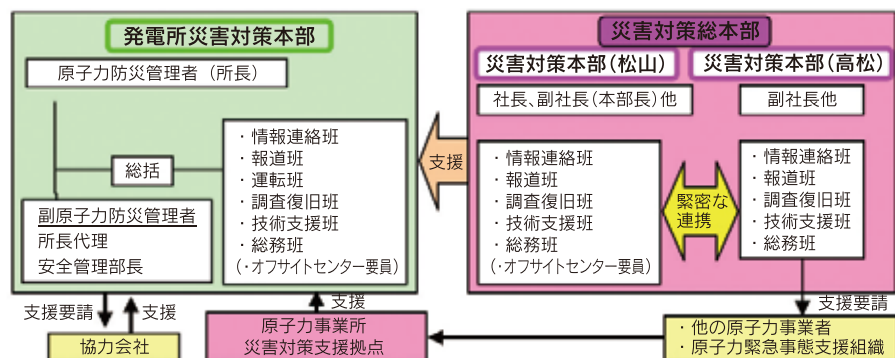 発電所災害対策本部
原子力防災管理者（所長）
総括
副原子力防災管理者
所長代理
安全管理部長
・情報連絡班
・報道班
・運転班
・調査復旧班
・技術支援班
・総務班
（・オフサイトセンター要員）
支援
災害対策総本部
災害対策本部（松山）
社長、副社長（本部長）他
・情報連絡班
・報道班
・調査復旧班
・技術支援班
・総務班
（・オフサイトセンター要員）
緊密な
連携
災害対策本部（高松）
副社長他
・情報連絡班
・報道班
・調査復旧班
・技術支援班
・総務班
支援要請
支援
協力会社
支援
原子力事業所
災害対策支援拠点
支援要請
・他の原子力事業者
・原子力緊急事態支援組織